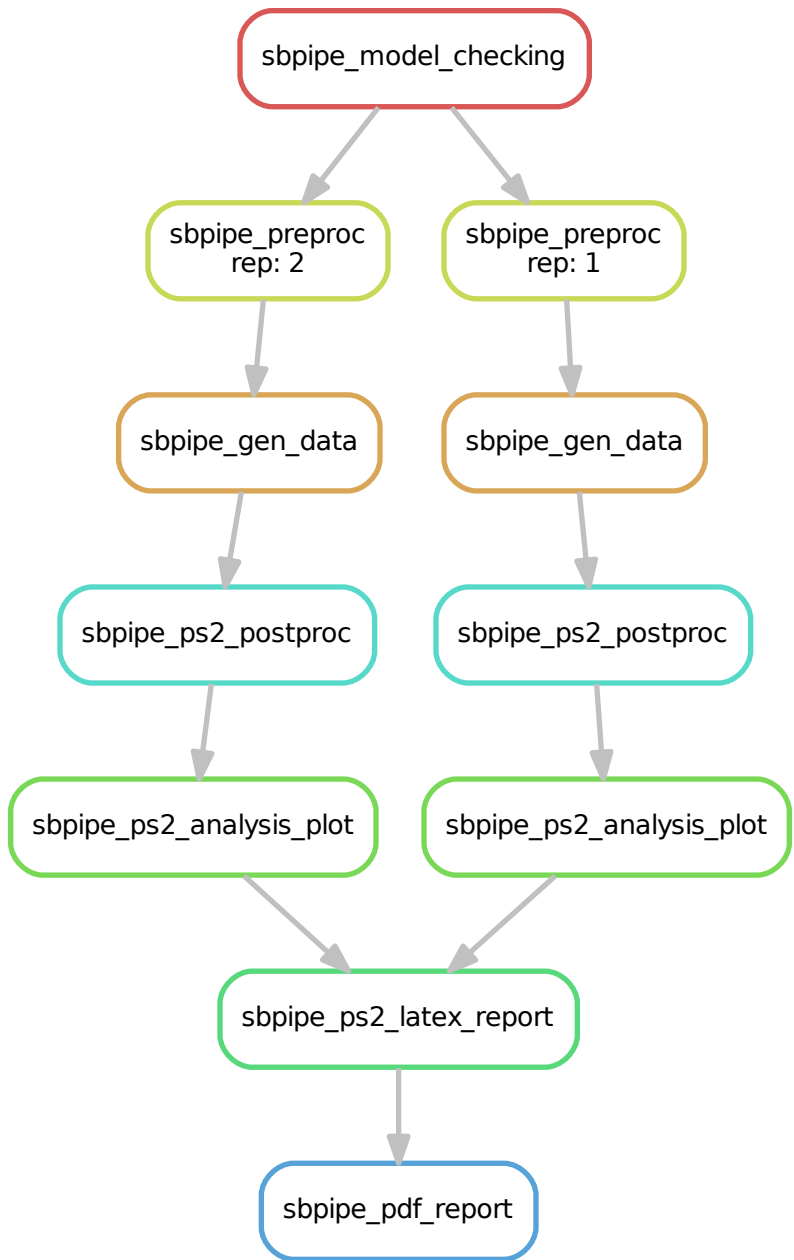 sbpipe_model_checking
sbpipe_preproc
rep: 2
sbpipe_preproc
rep: 1
sbpipe_gen_data
sbpipe_gen_data
sbpipe_ps2_postproc
sbpipe_ps2_postproc
sbpipe_ps2_analysis_plot
sbpipe_ps2_analysis_plot
sbpipe_ps2_latex_report
sbpipe_pdf_report